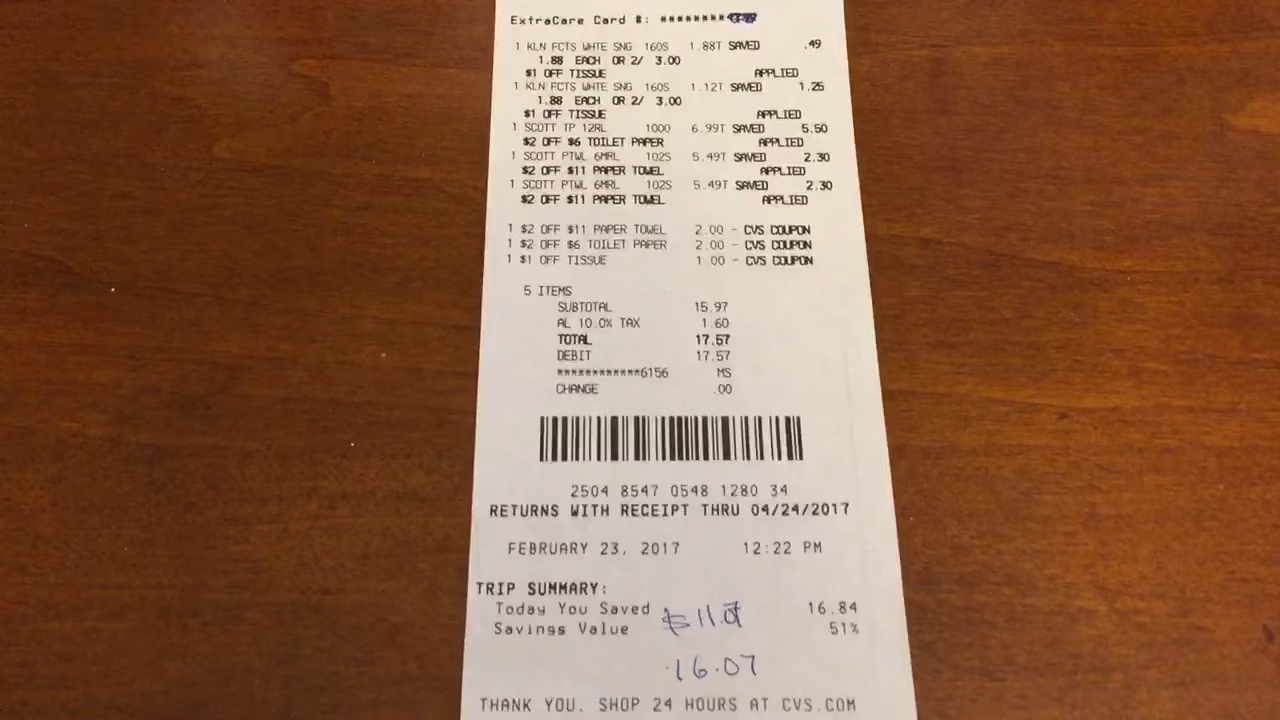 ExtraCare Card #: ********
1 KLN FCTS WHTE SNG 160S 1.88T SAVED .49
1.88 EACH OR 2/ 3.00
$1 OFF TISSUE APPLIED
1 KLN FCTS WHTE SNG 160S 1.12T SAVED 1.25
1.88 EACH OR 2/ 3.00
$1 OFF TISSUE APPLIED
1 SCOTT TP 12RL 1000 6.99T SAVED 5.50
$2 OFF $6 TOILET PAPER APPLIED
1 SCOTT PTWL 6MRL 102S 5.49T SAVED 2.30
$2 OFF $11 PAPER TOWEL APPLIED
1 SCOTT PTWL 6MRL 102S 5.49T SAVED 2.30
$2 OFF $11 PAPER TOWEL APPLIED
1 $2 OFF $11 PAPER TOWEL 2.00 - CVS COUPON
1 $2 OFF $6 TOILET PAPER 2.00 - CVS COUPON
1 $1 OFF TISSUE 1.00 - CVS COUPON
5 ITEMS
SUBTOTAL 15.97
AL 10.0% TAX 1.60
TOTAL 17.57
DEBIT 17.57
************6156 MS
CHANGE .00
2504 8547 0548 1280 34
RETURNS WITH RECEIPT THRU 04/24/2017
FEBRUARY 23, 2017 12:22 PM
TRIP SUMMARY:
Today You Saved 16.84
Savings Value $11.07 51%
16.07
THANK YOU. SHOP 24 HOURS AT CVS.COM